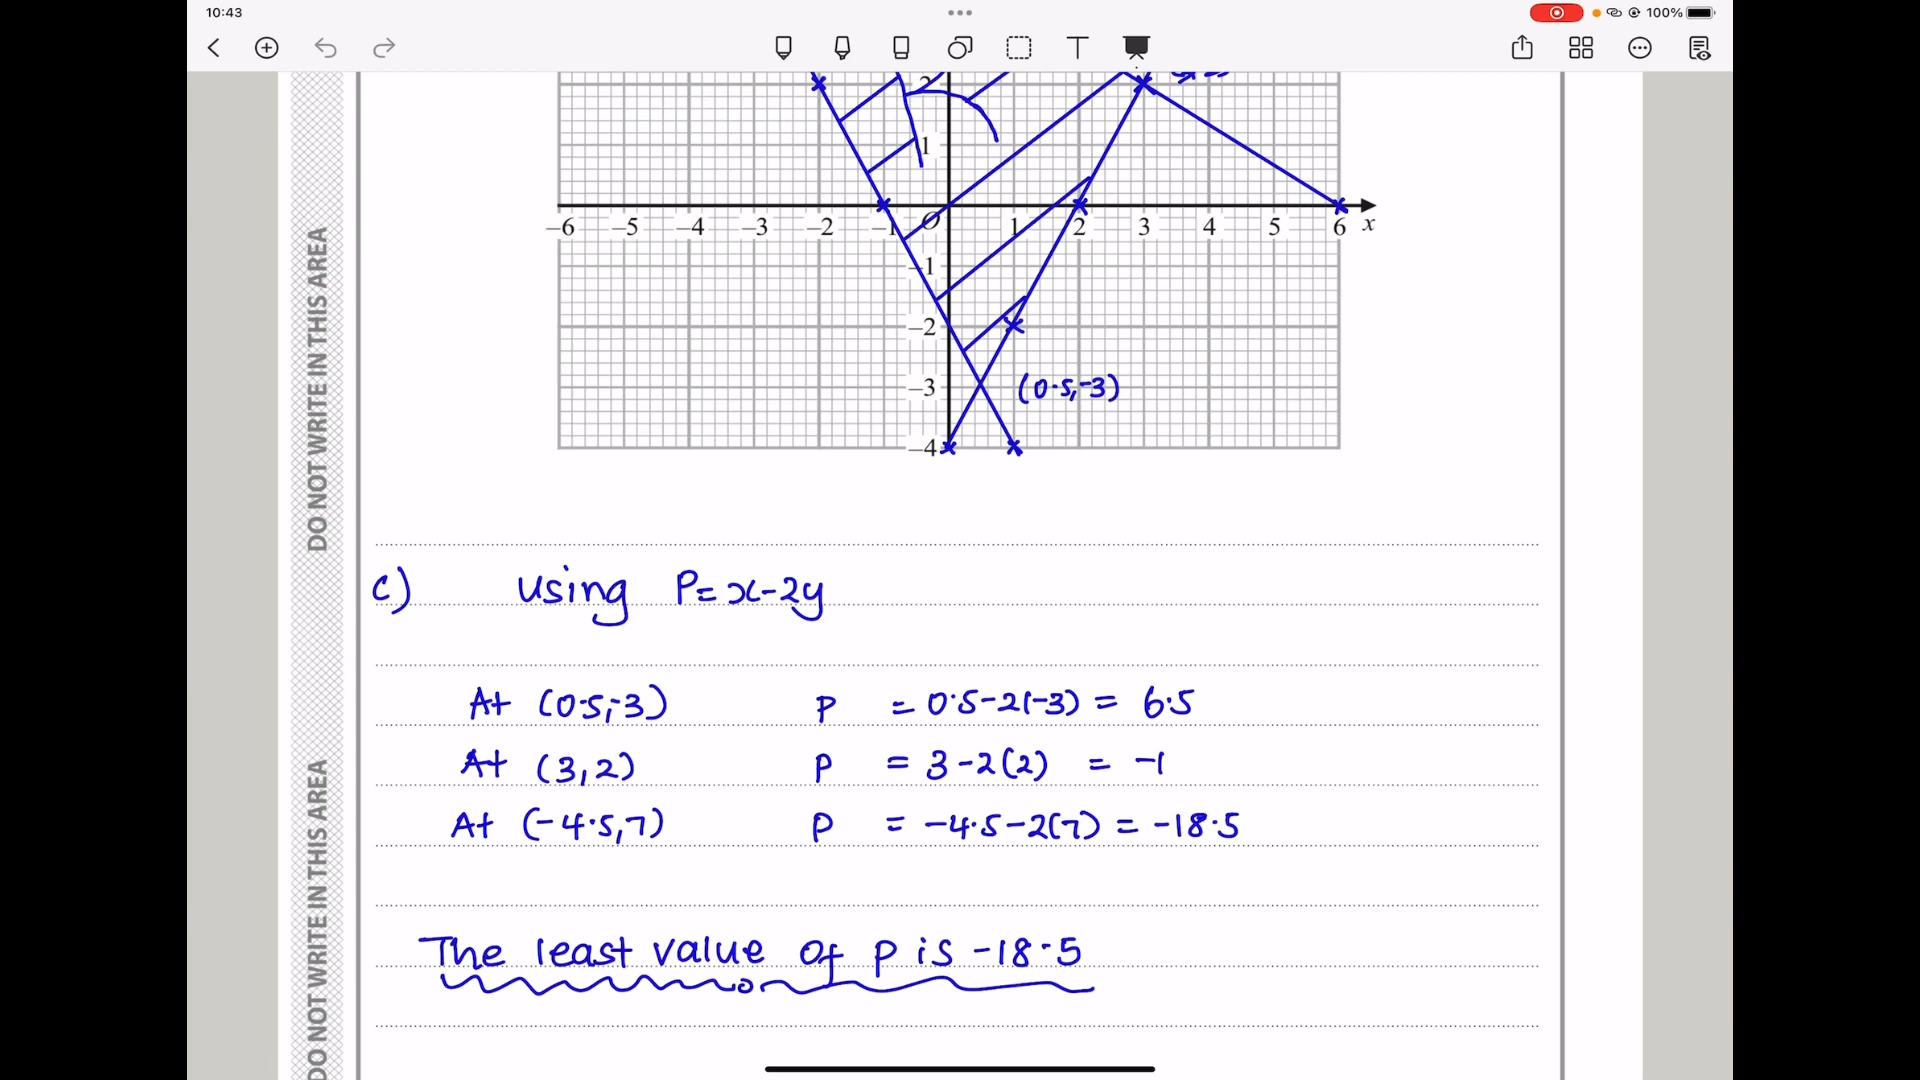 10:43
100%
2
1
-6 -5 -4 -3 -2 -1 O 1 2 3 4 5 6 x
-1
-2
-3 (0.5,-3)
-4
DO NOT WRITE IN THIS AREA
c) using P=x-2y
At (0.5,-3) P = 0.5-2(-3) = 6.5
At (3,2) P = 3-2(2) = -1
At (-4.5,7) P = -4.5-2(7) = -18.5
The least value of P is -18.5
DO NOT WRITE IN THIS AREA